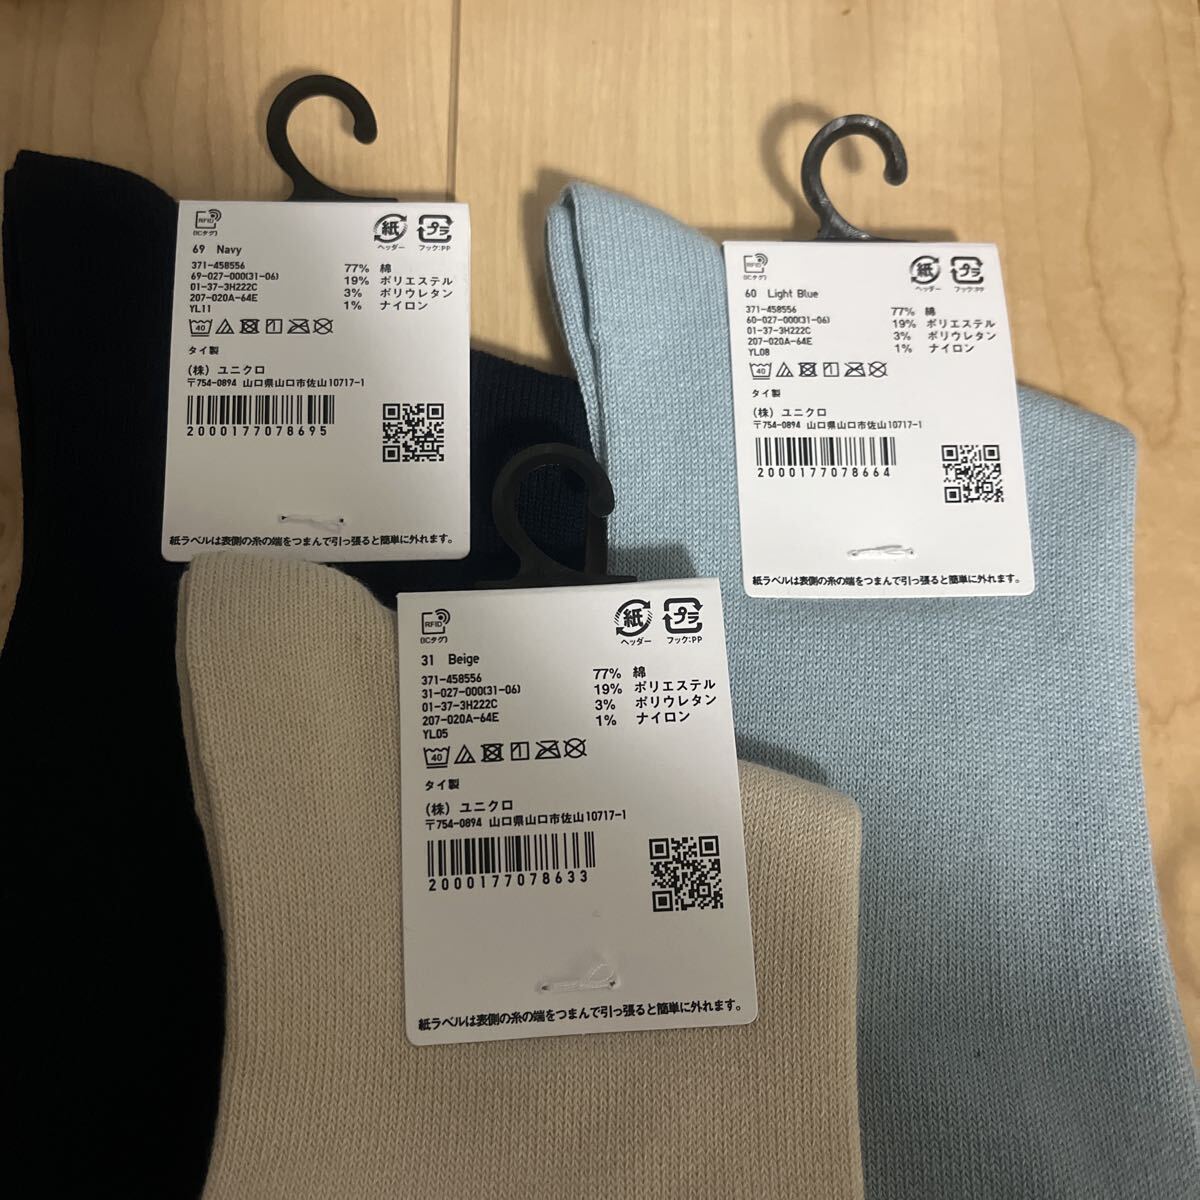 RFID
(ICタグ)
紙
ヘッダー
プラ
フック:PP
69 Navy
371-458556
69-027-000(31-06)
01-37-3H222C
207-020A-64E
YL11
77% 綿
19% ポリエステル
3% ポリウレタン
1% ナイロン
40
タイ製
(株) ユニクロ
〒754-0894 山口県山口市佐山10717-1
2000177078695
紙ラベルは表側の糸の端をつまんで引っ張ると簡単に外れます。
RFID
(ICタグ)
紙
ヘッダー
プラ
フック:PP
60 Light Blue
371-458556
60-027-000(31-06)
01-37-3H222C
207-020A-64E
YL08
77% 綿
19% ポリエステル
3% ポリウレタン
1% ナイロン
40
タイ製
(株) ユニクロ
〒754-0894 山口県山口市佐山10717-1
2000177078664
紙ラベルは表側の糸の端をつまんで引っ張ると簡単に外れます。
RFID
(ICタグ)
紙
ヘッダー
プラ
フック:PP
31 Beige
371-458556
31-027-000(31-06)
01-37-3H222C
207-020A-64E
YL05
77% 綿
19% ポリエステル
3% ポリウレタン
1% ナイロン
40
タイ製
(株) ユニクロ
〒754-0894 山口県山口市佐山10717-1
2000177078633
紙ラベルは表側の糸の端をつまんで引っ張ると簡単に外れます。